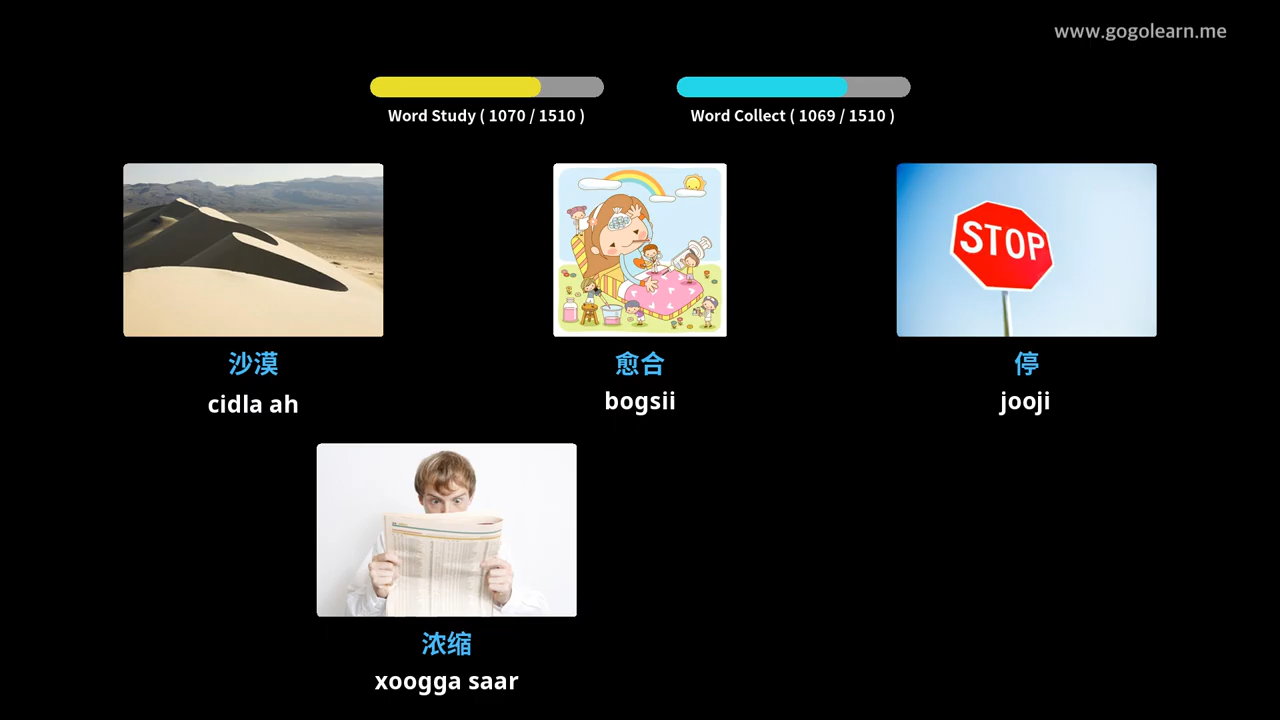 www.gogolearn.me
Word Study ( 1070 / 1510 )
Word Collect ( 1069 / 1510 )
STOP
沙漠
cidla ah
愈合
bogsii
停
jooji
浓缩
xoogga saar